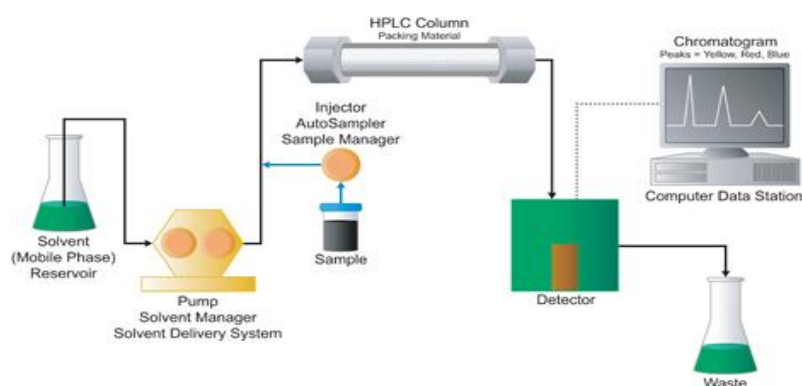 HPLC Column
Packing Material
Chromatogram
Peaks = Yellow, Red, Blue
Injector
AutoSampler
Sample Manager
Computer Data Station
Solvent
(Mobile Phase)
Reservoir
Sample
Pump
Solvent Manager
Solvent Delivery System
Detector
Waste